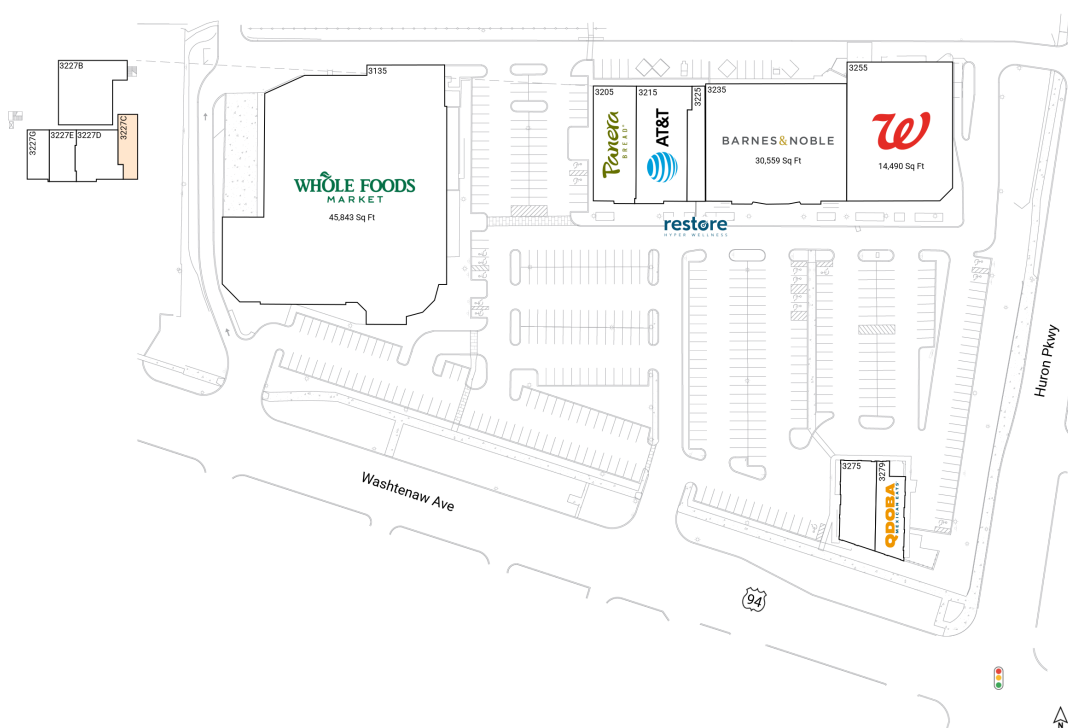 3227B
3227G
3227E
3227D
3227C
3135
WHOLE FOODS
MARKET
45,843 Sq Ft
3205
Panera
BREAD
3215
AT&T
3225
3235
BARNES&NOBLE
30,559 Sq Ft
3255
W
14,490 Sq Ft
restore
HYPER WELLNESS
Huron Pkwy
Washtenaw Ave
3275
3279
QDOBA
MEXICAN EATS
94
N